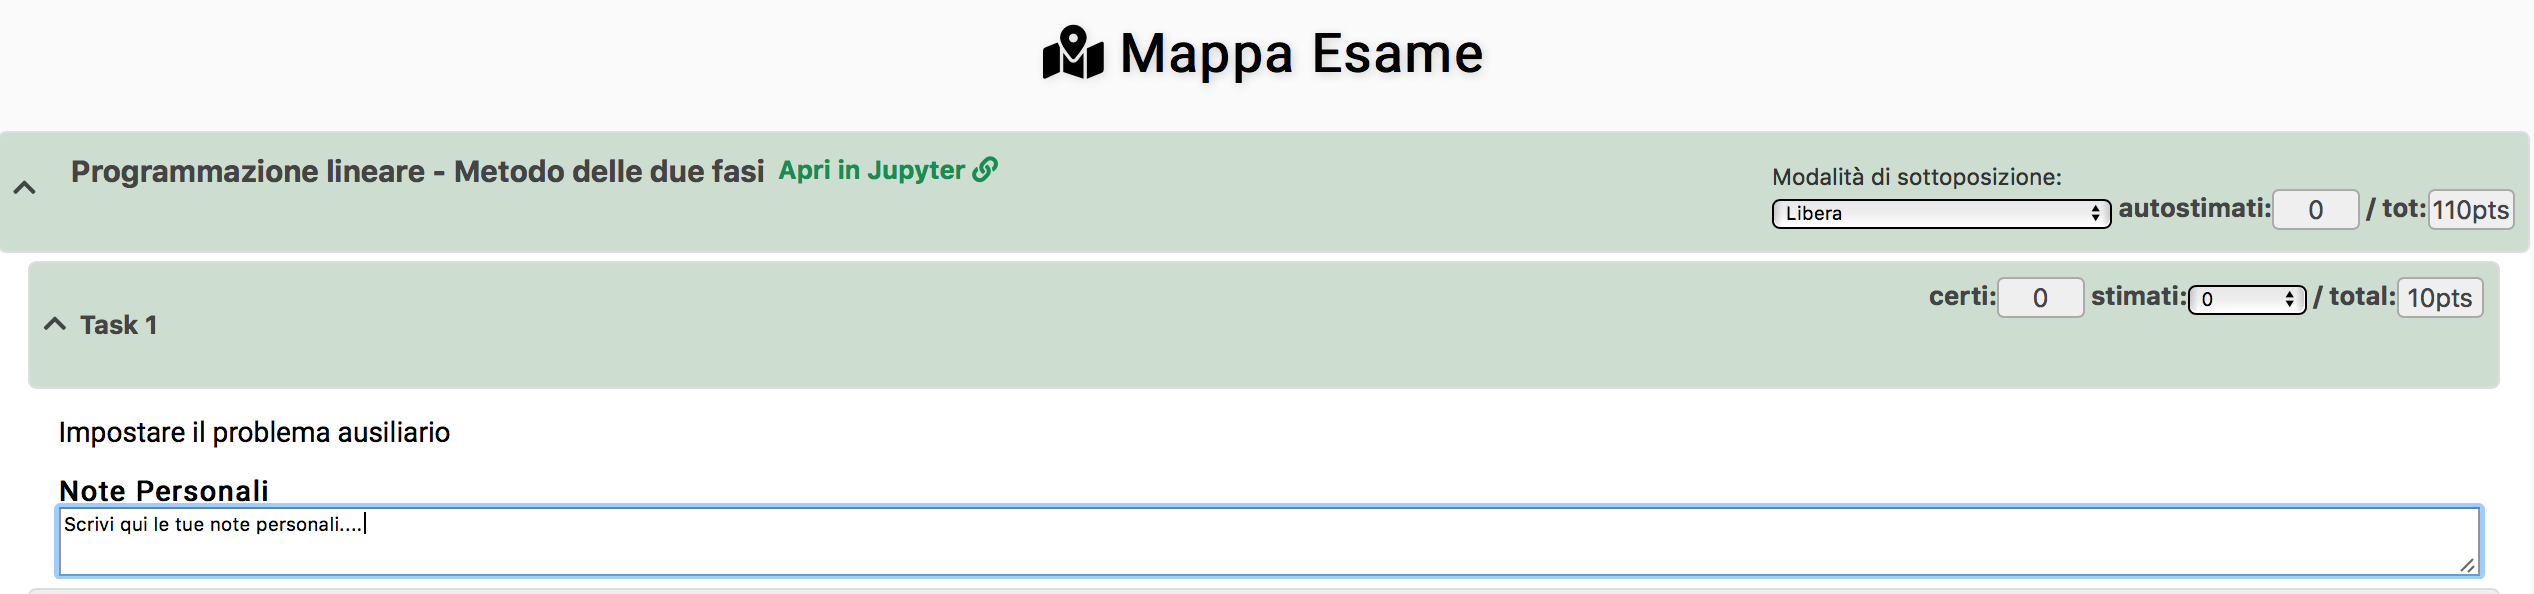 Mappa Esame
Programmazione lineare - Metodo delle due fasi Apri in Jupyter
Modalità di sottoposizione:
Libera autostimati: 0 / tot: 110pts
certi: 0 stimati: 0 / total: 10pts
Task 1
Impostare il problema ausiliario
Note Personali
Scrivi qui le tue note personali....